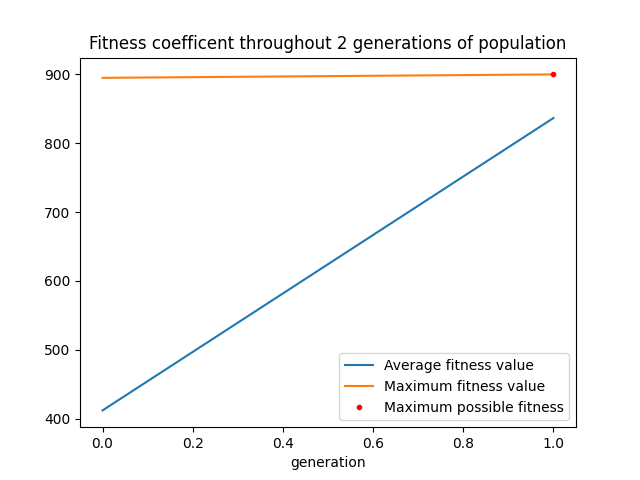 Fitness coefficent throughout 2 generations of population
900
800
700
600
500
400
Average fitness value
Maximum fitness value
Maximum possible fitness
0.0 0.2 0.4 0.6 0.8 1.0
generation